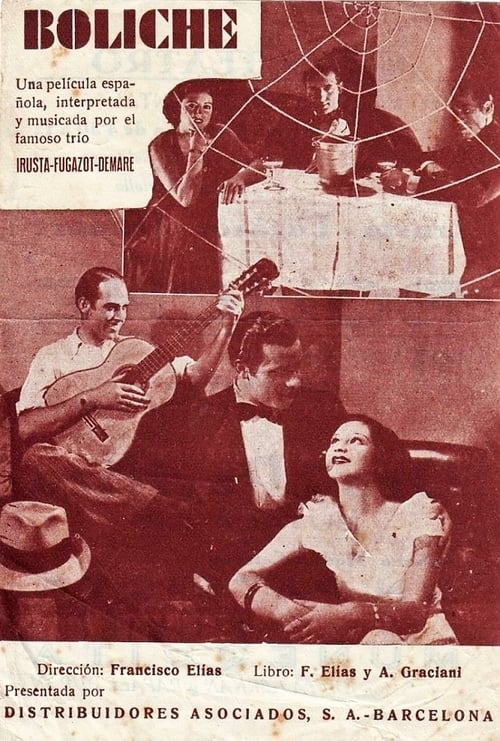 BOLICHE
Una película espa-
ñola, interpretada
y musicada por el
famoso trío
IRUSTA-FUGAZOT-DEMARE
Dirección: Francisco Elías Libro: F. Elías y A. Graciani
Presentada por
DISTRIBUIDORES ASOCIADOS, S. A.-BARCELONA